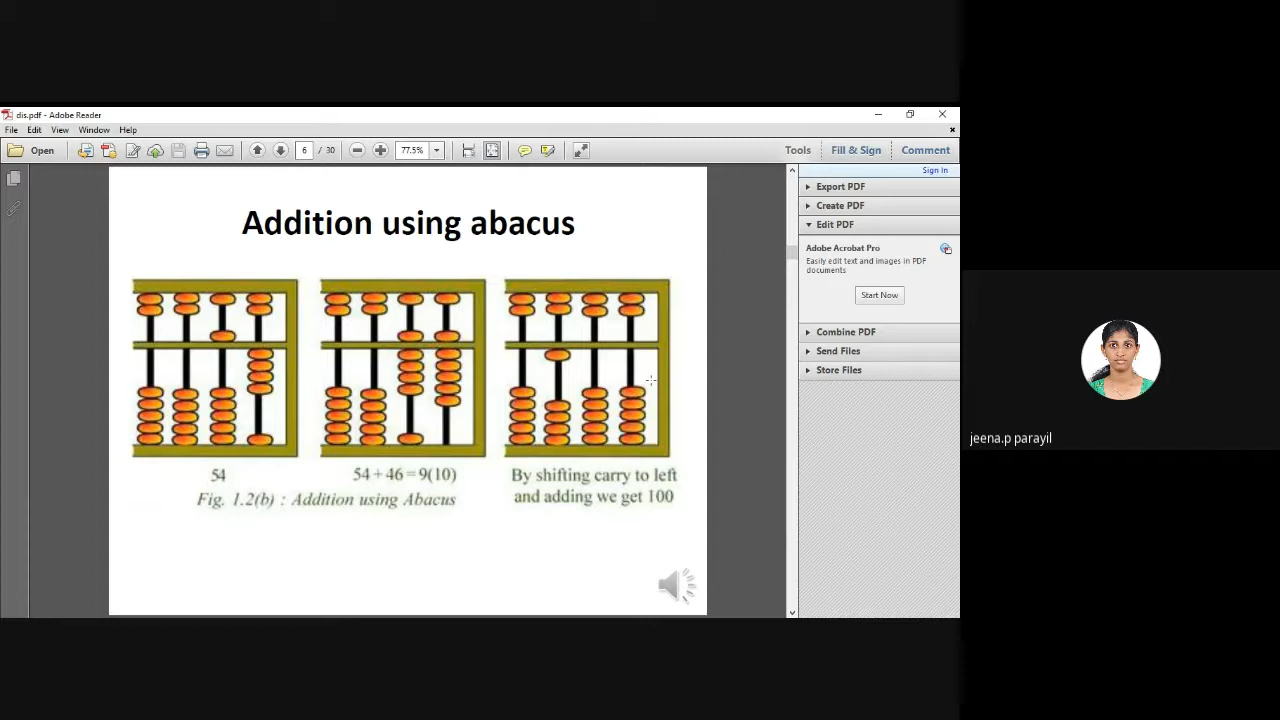 dis.pdf - Adobe Reader
File Edit View Window Help
Open 6 / 30 77.5% Tools Fill & Sign Comment
Sign In
Export PDF
Create PDF
Edit PDF
Adobe Acrobat Pro
Easily edit text and images in PDF
documents
Start Now
Combine PDF
Send Files
Store Files
Addition using abacus
54 54 + 46 = 9(10) By shifting carry to left
Fig. 1.2(b) : Addition using Abacus and adding we get 100
jeena.p parayil